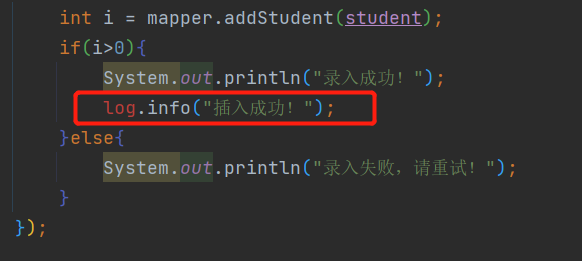 int i = mapper.addStudent(student);
if(i>0){
System.out.println("录入成功！");
log.info("插入成功！");
}else{
System.out.println("录入失败，请重试！");
}
});